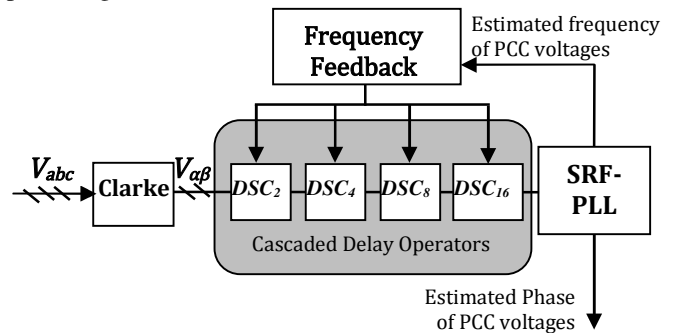 Estimated frequency
of PCC voltages
Frequency
Feedback
Vabc
Clarke
Vαβ
DSC2
DSC4
DSC8
DSC16
SRF-
PLL
Cascaded Delay Operators
Estimated Phase
of PCC voltages